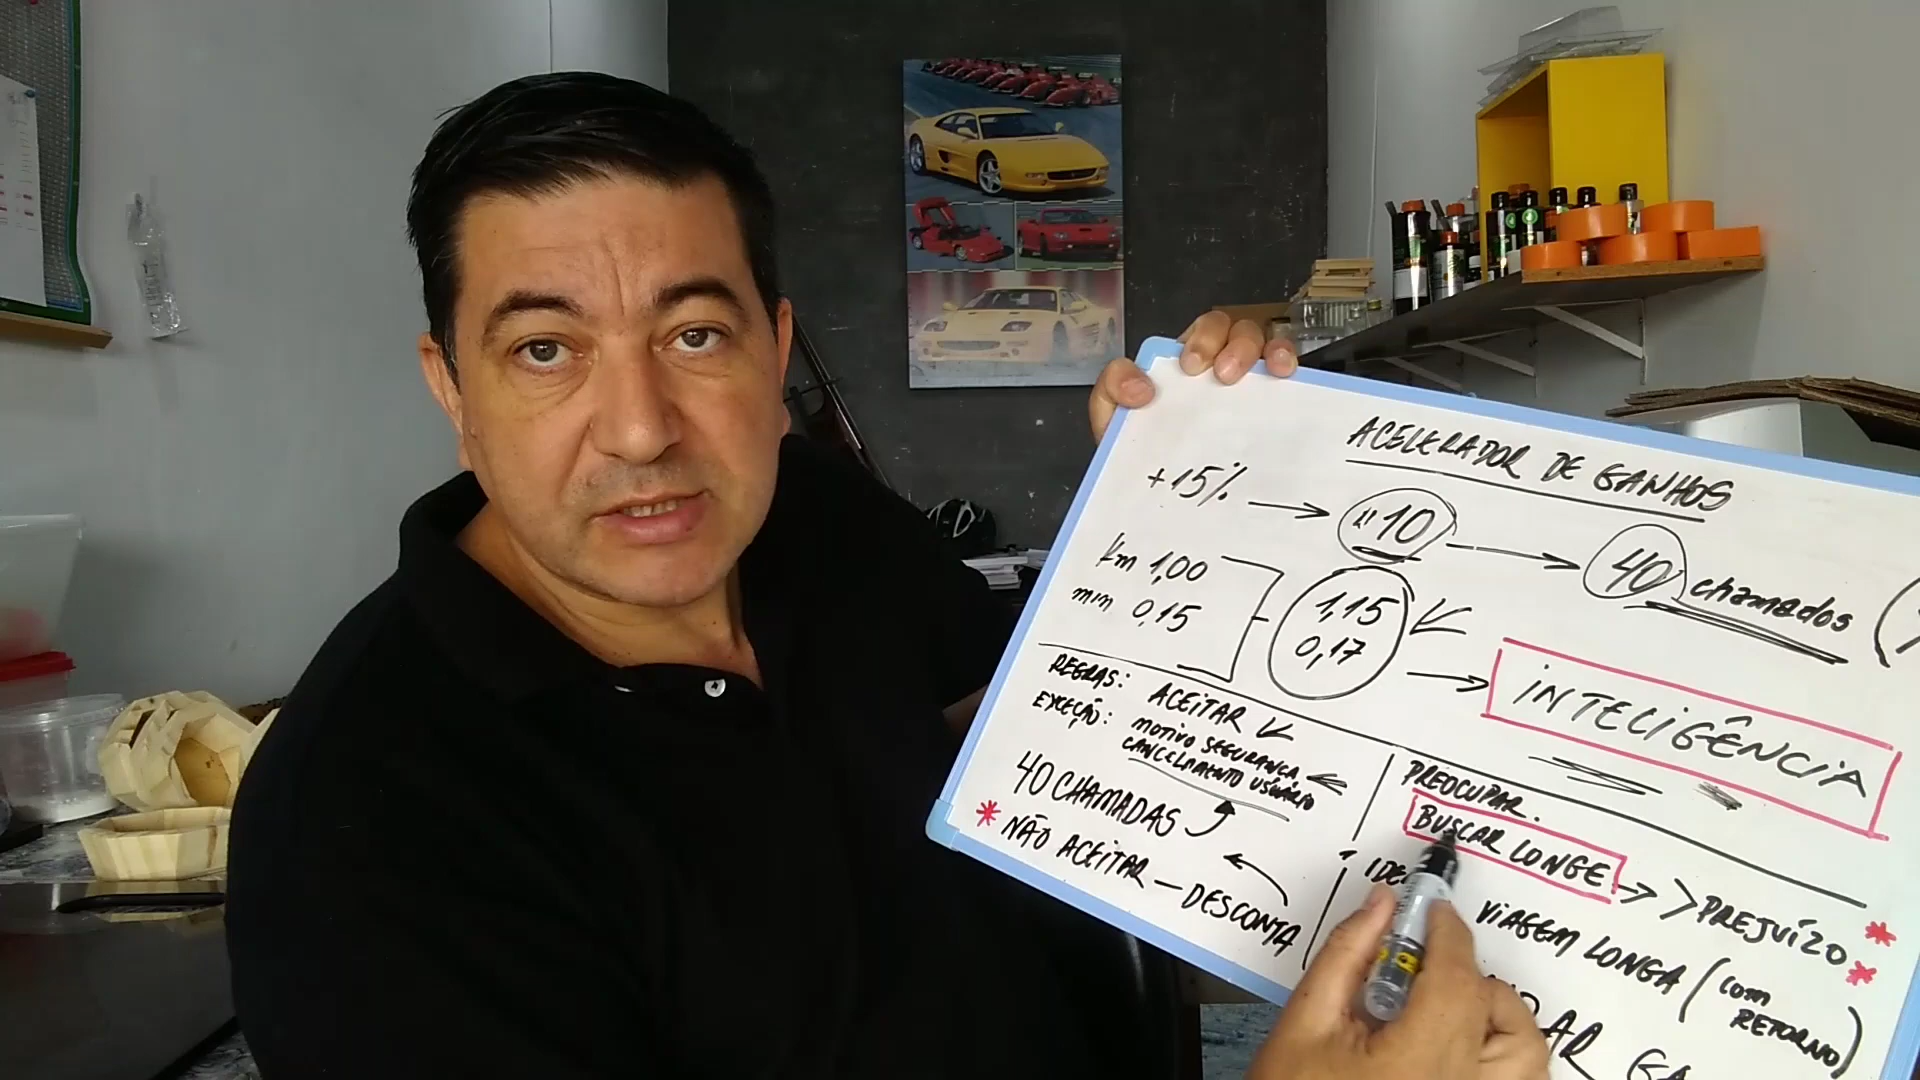 ACELERADOR DE GANHOS
+15% → "10 → 40 chamados
Km 1,00
min 0,15
1,15
0,17
INTELIGÊNCIA
REGRAS: ACEITAR
EXCEÇÃO: MOTIVO SEGURANÇA
CANCELMENTO USUÁRIO
40 CHAMADAS
* NÃO ACEITAR — DESCONTA
PREOCUPAR.
BUSCAR LONGE → > PREJUÍZO
VIAGEM LONGA (COM RETORNO)